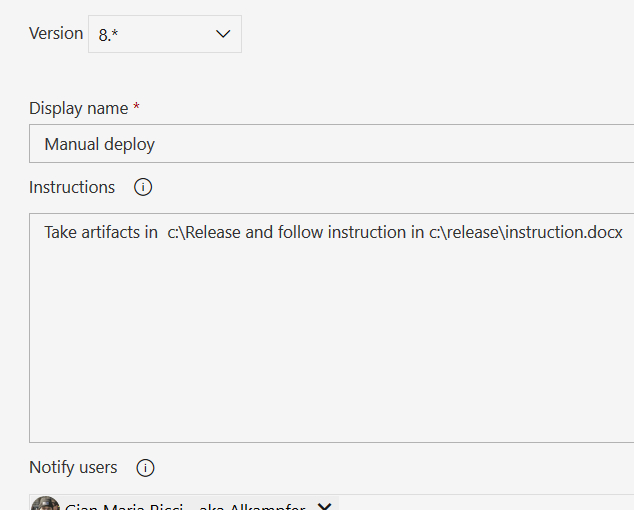 Version 8.*
Display name *
Manual deploy
Instructions
Take artifacts in  c:\Release and follow instruction in c:\release\instruction.docx
Notify users
Gian Maria Ricci - aka Alkampfer